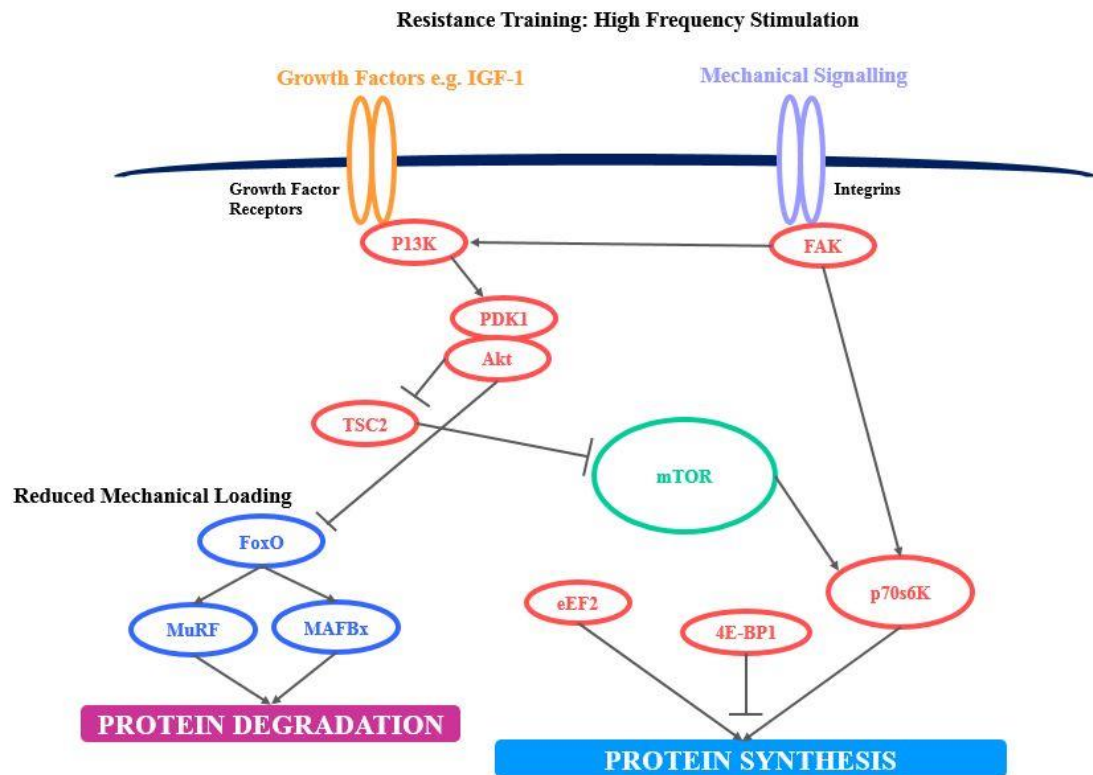 Resistance Training: High Frequency Stimulation
Growth Factors e.g. IGF-1
Mechanical Signalling
Growth Factor
Receptors
Integrins
P13K
FAK
PDK1
Akt
TSC2
mTOR
Reduced Mechanical Loading
FoxO
eEF2
p70s6K
MuRF
MAFBx
4E-BP1
PROTEIN DEGRADATION
PROTEIN SYNTHESIS